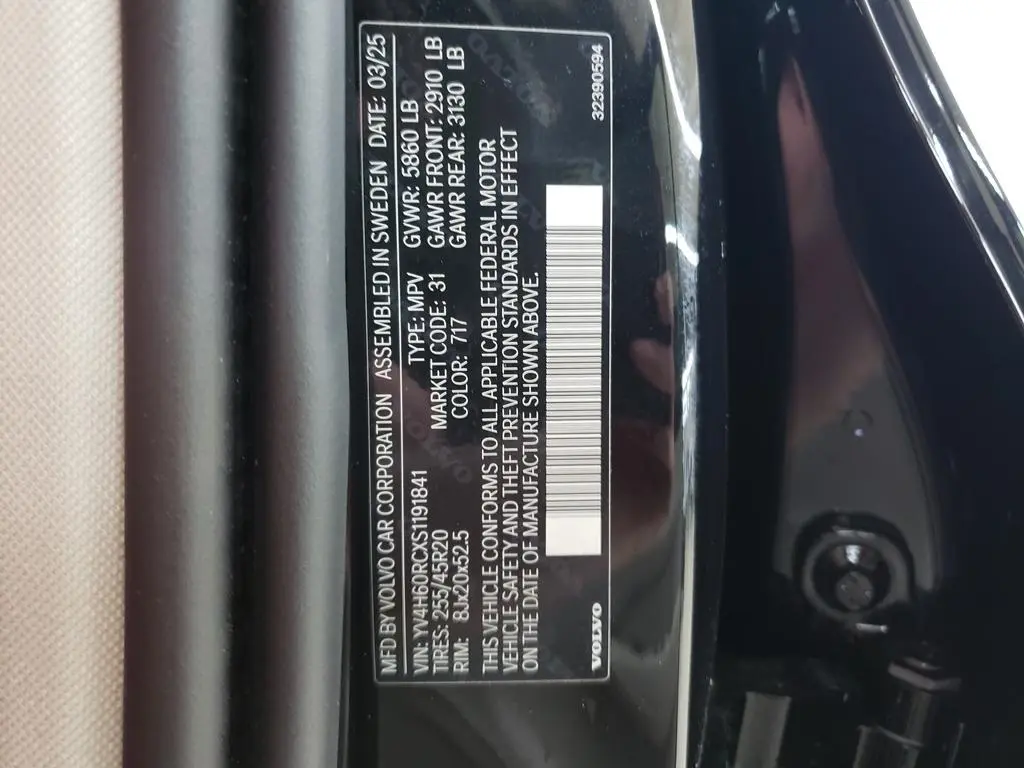 MFD BY VOLVO CAR CORPORATION ASSEMBLED IN SWEDEN DATE: 03/25
VIN: YV4H60RCXS1191841 TYPE: MPV GVWR: 5860 LB
TIRES: 255/45R20 MARKET CODE: 31 GAWR FRONT: 2910 LB
RIM: 8Jx20x52.5 COLOR: 717 GAWR REAR: 3130 LB
THIS VEHICLE CONFORMS TO ALL APPLICABLE FEDERAL MOTOR
VEHICLE SAFETY AND THEFT PREVENTION STANDARDS IN EFFECT
ON THE DATE OF MANUFACTURE SHOWN ABOVE.
VOLVO 32390594